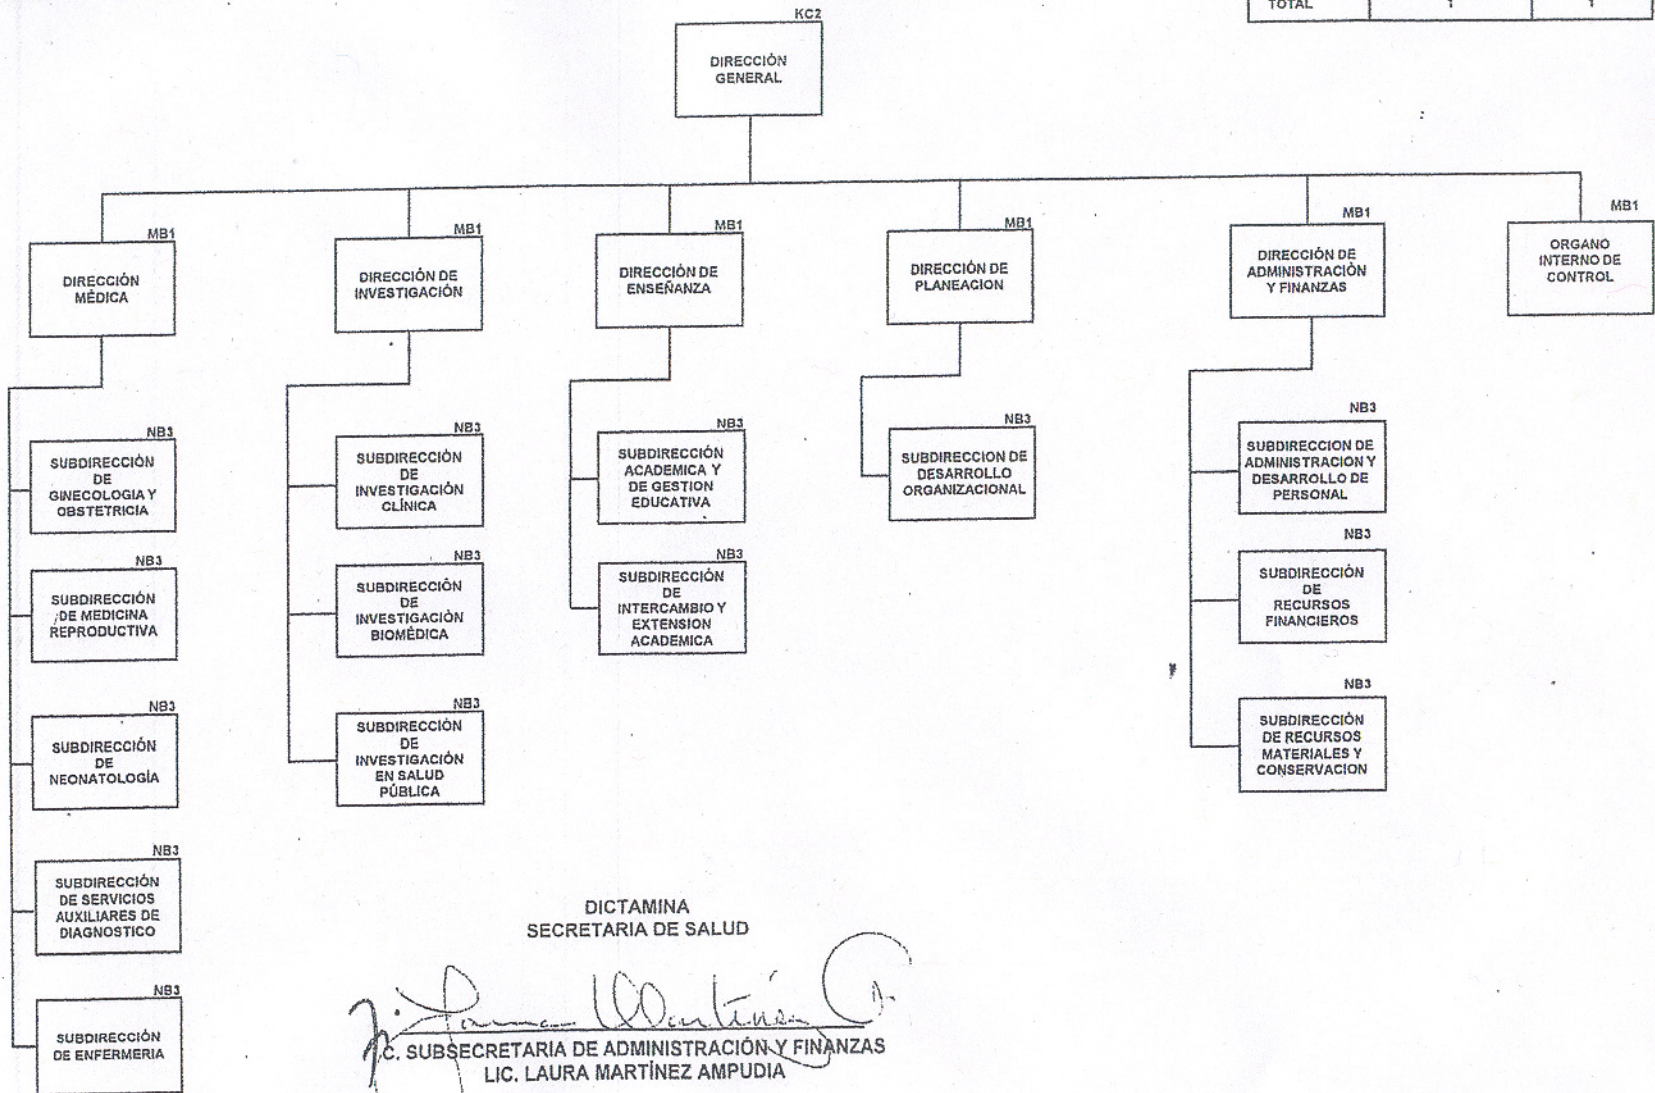 TOTAL 1 1
KC2
DIRECCIÓN
GENERAL
MB1
DIRECCIÓN
MÉDICA
MB1
DIRECCIÓN DE
INVESTIGACIÓN
MB1
DIRECCIÓN DE
ENSEÑANZA
MB1
DIRECCIÓN DE
PLANEACION
MB1
DIRECCIÓN DE
ADMINISTRACIÓN
Y FINANZAS
MB1
ORGANO
INTERNO DE
CONTROL
NB3
SUBDIRECCIÓN
DE
GINECOLOGIA Y
OBSTETRICIA
NB3
SUBDIRECCIÓN
DE MEDICINA
REPRODUCTIVA
NB3
SUBDIRECCIÓN
DE
NEONATOLOGÍA
NB3
SUBDIRECCIÓN
DE SERVICIOS
AUXILIARES DE
DIAGNOSTICO
NB3
SUBDIRECCIÓN
DE ENFERMERIA
NB3
SUBDIRECCIÓN
DE
INVESTIGACIÓN
CLÍNICA
NB3
SUBDIRECCIÓN
DE
INVESTIGACIÓN
BIOMÉDICA
NB3
SUBDIRECCIÓN
DE
INVESTIGACIÓN
EN SALUD
PÚBLICA
NB3
SUBDIRECCIÓN
ACADEMICA Y
DE GESTION
EDUCATIVA
NB3
SUBDIRECCIÓN
DE
INTERCAMBIO Y
EXTENSION
ACADEMICA
NB3
SUBDIRECCION DE
DESARROLLO
ORGANIZACIONAL
NB3
SUBDIRECCION DE
ADMINISTRACION Y
DESARROLLO DE
PERSONAL
NB3
SUBDIRECCIÓN
DE
RECURSOS
FINANCIEROS
NB3
SUBDIRECCIÓN
DE RECURSOS
MATERIALES Y
CONSERVACION
DICTAMINA
SECRETARIA DE SALUD
C. SUBSECRETARIA DE ADMINISTRACIÓN Y FINANZAS
LIC. LAURA MARTÍNEZ AMPUDIA